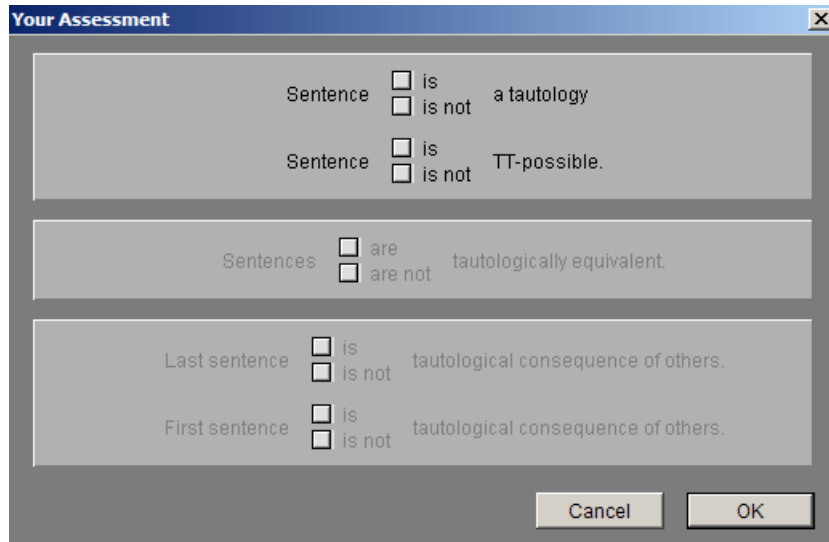 Your Assessment
Sentence is a tautology
is not
Sentence is TT-possible.
is not
Sentences are tautologically equivalent.
are not
Last sentence is tautological consequence of others.
is not
First sentence is tautological consequence of others.
is not
Cancel OK